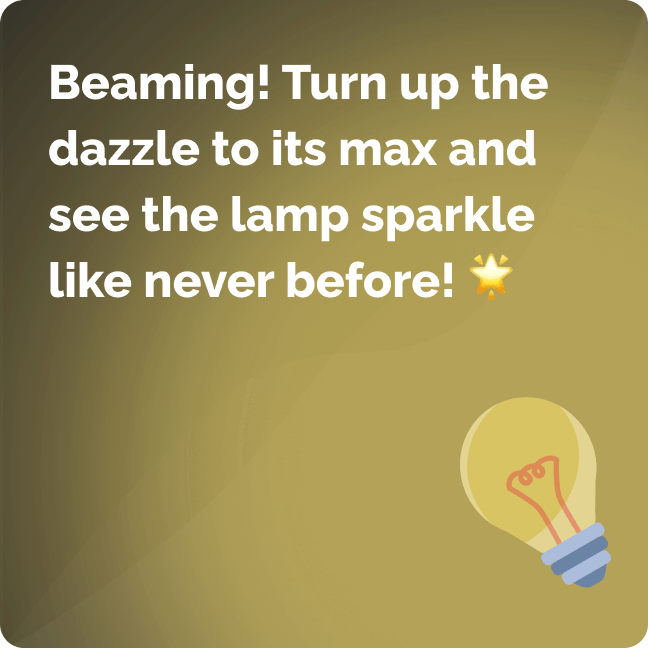 Beaming! Turn up the
dazzle to its max and
see the lamp sparkle
like never before! 🌟